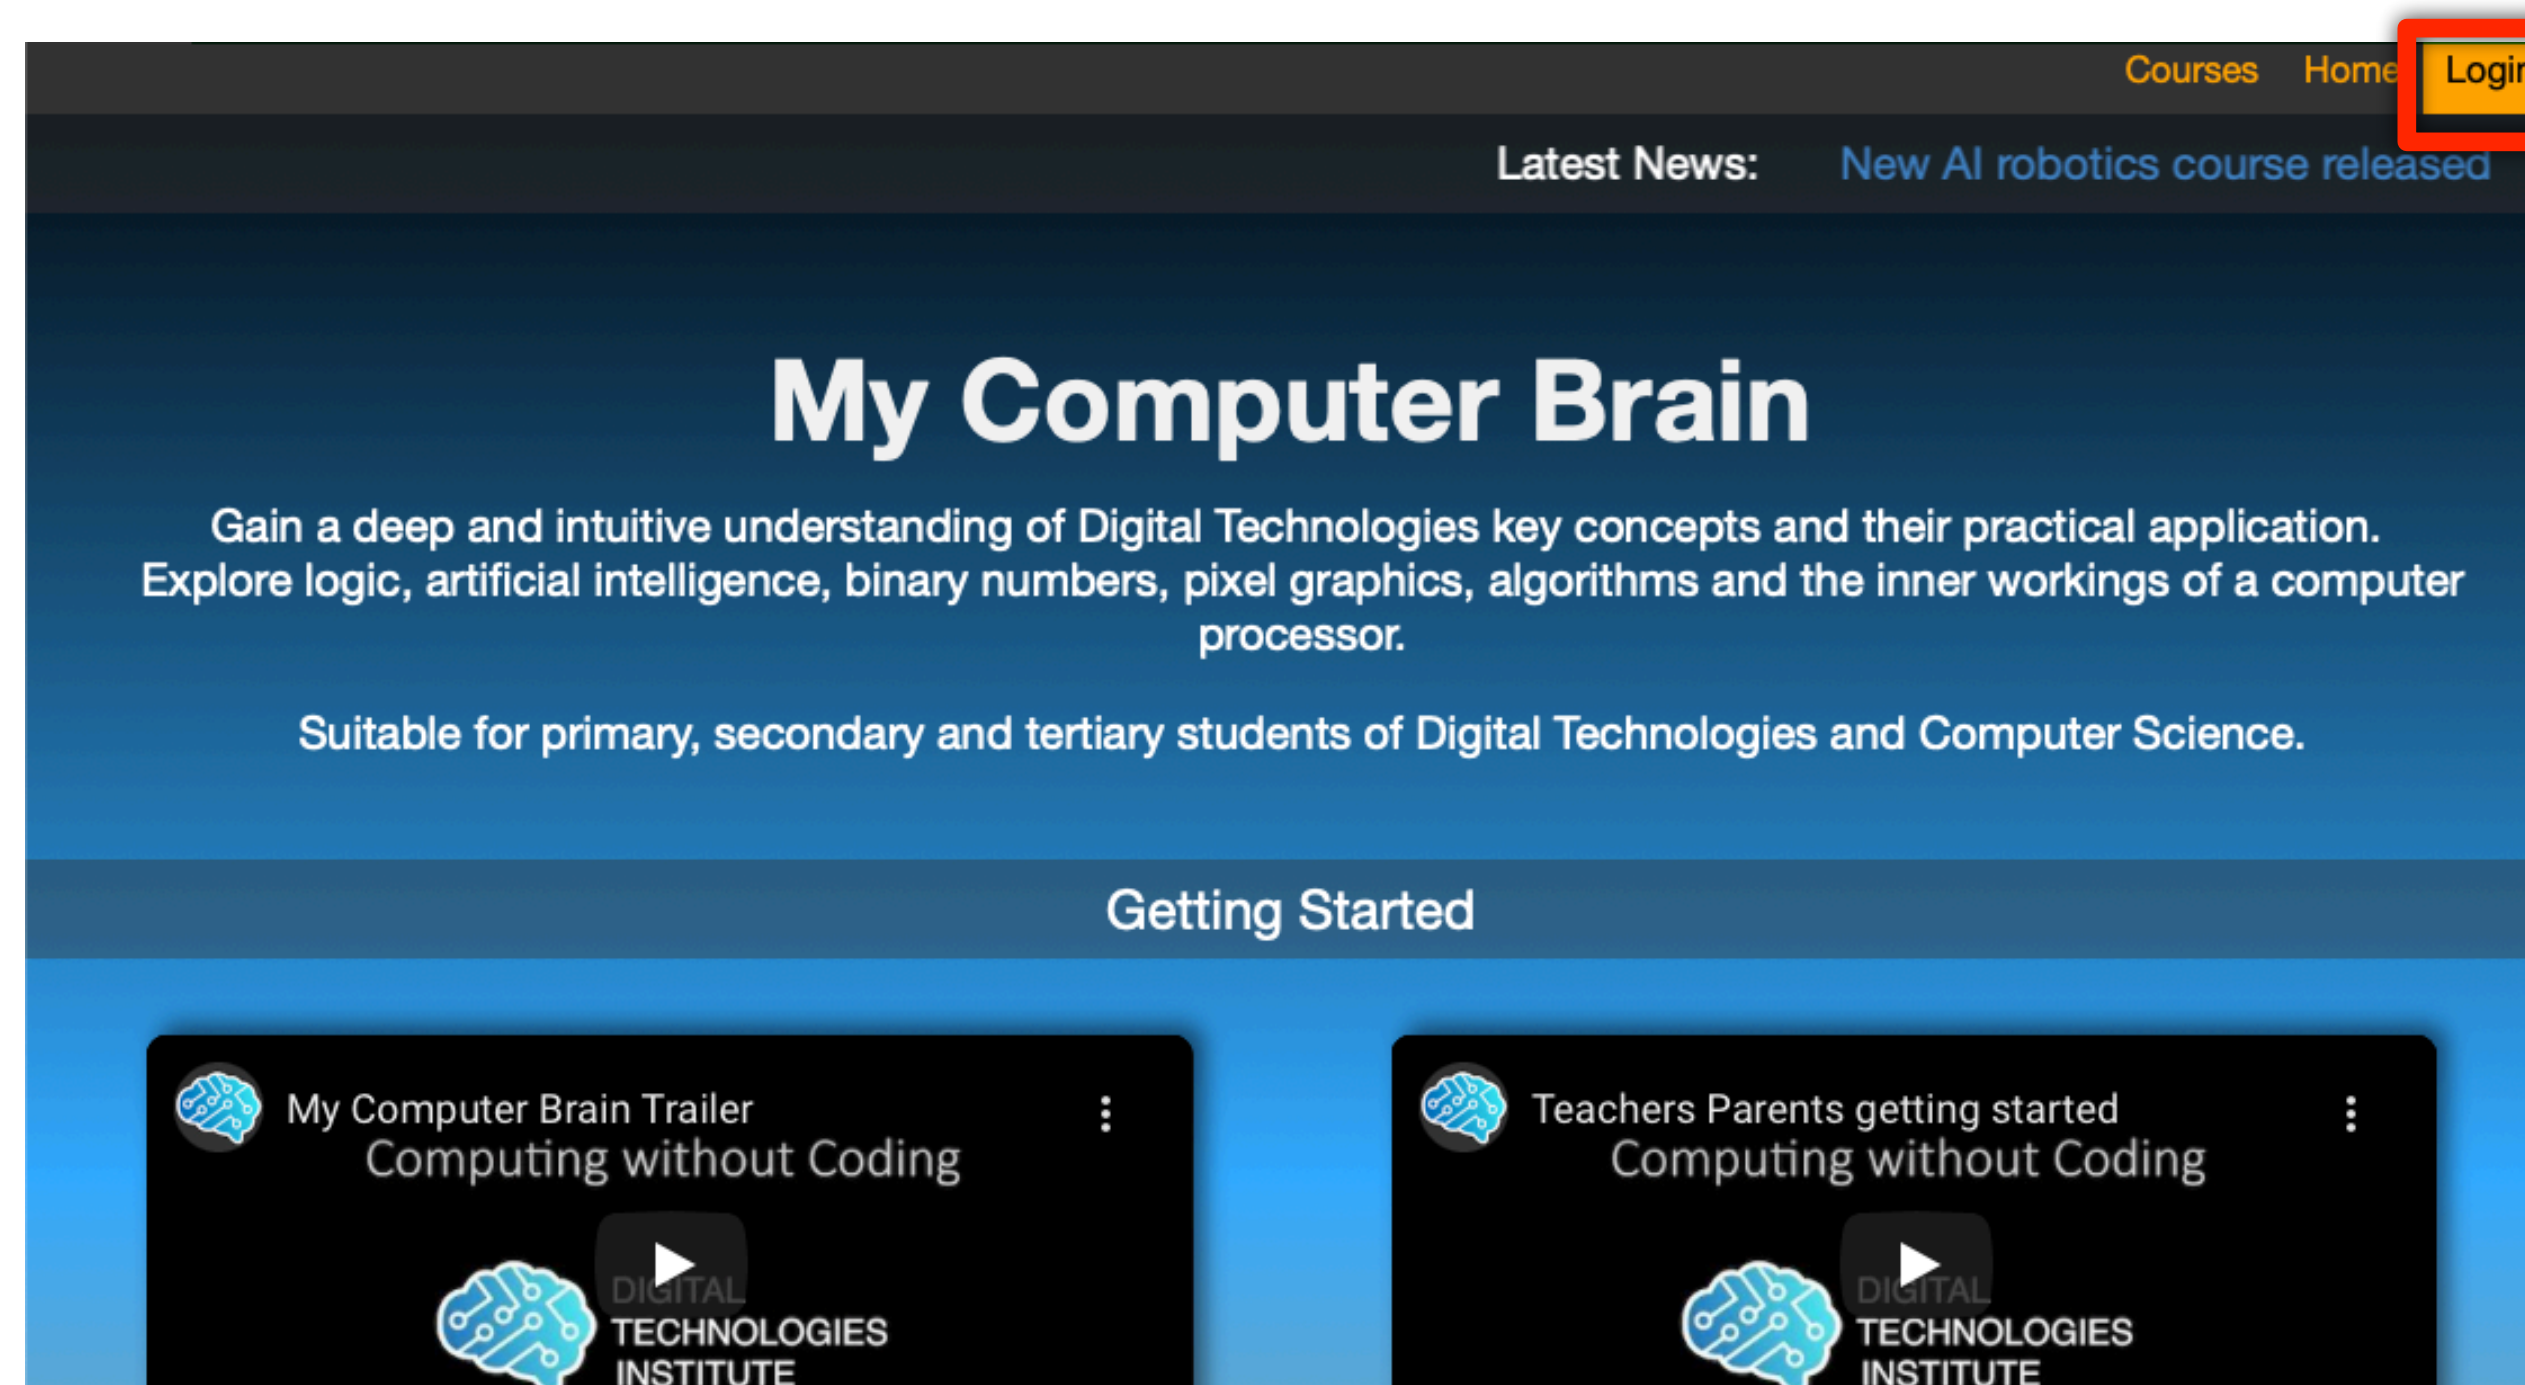 Courses Home Login
Latest News: New AI robotics course released
My Computer Brain
Gain a deep and intuitive understanding of Digital Technologies key concepts and their practical application.
Explore logic, artificial intelligence, binary numbers, pixel graphics, algorithms and the inner workings of a computer
processor.
Suitable for primary, secondary and tertiary students of Digital Technologies and Computer Science.
Getting Started
My Computer Brain Trailer
Computing without Coding
DIGITAL
TECHNOLOGIES
INSTITUTE
Teachers Parents getting started
Computing without Coding
DIGITAL
TECHNOLOGIES
INSTITUTE